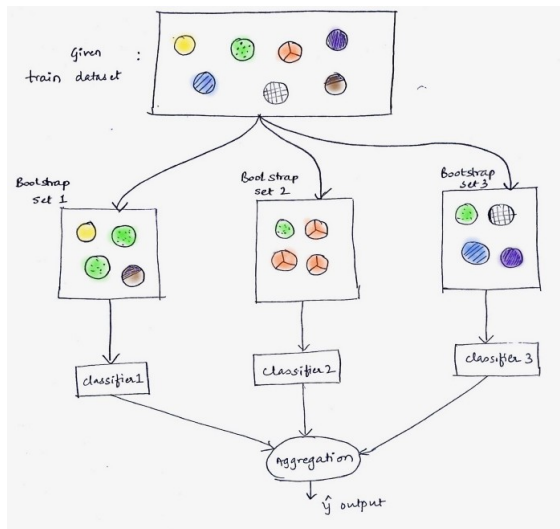 Given :
train dataset
Bootstrap
set 1
Bootstrap
set 2
Bootstrap
set 3
classifier1
classifier2
classifier 3
Aggregation
ŷ output